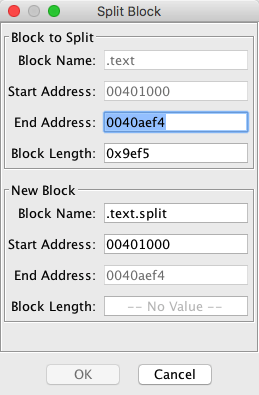 Split Block
Block to Split
Block Name: .text
Start Address: 00401000
End Address: 0040aef4
Block Length: 0x9ef5
New Block
Block Name: .text.split
Start Address: 00401000
End Address: 0040aef4
Block Length: -- No Value --
OK Cancel